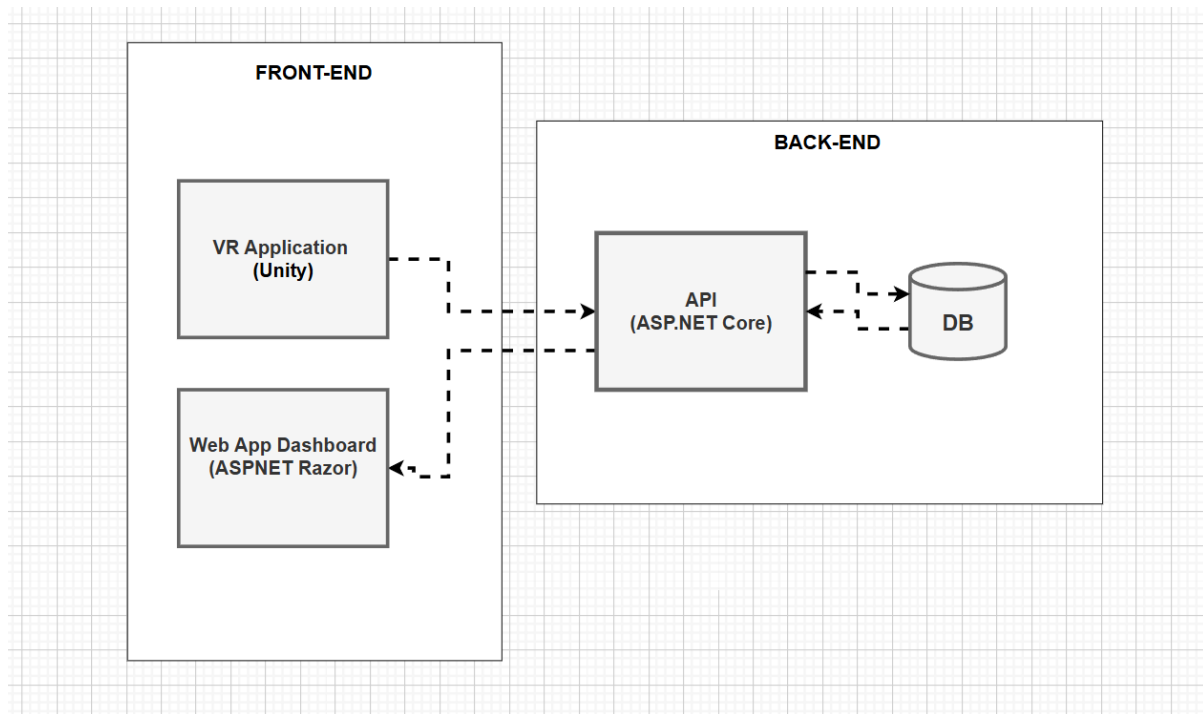 FRONT-END
VR Application
(Unity)
Web App Dashboard
(ASPNET Razor)
BACK-END
API
(ASP.NET Core)
DB